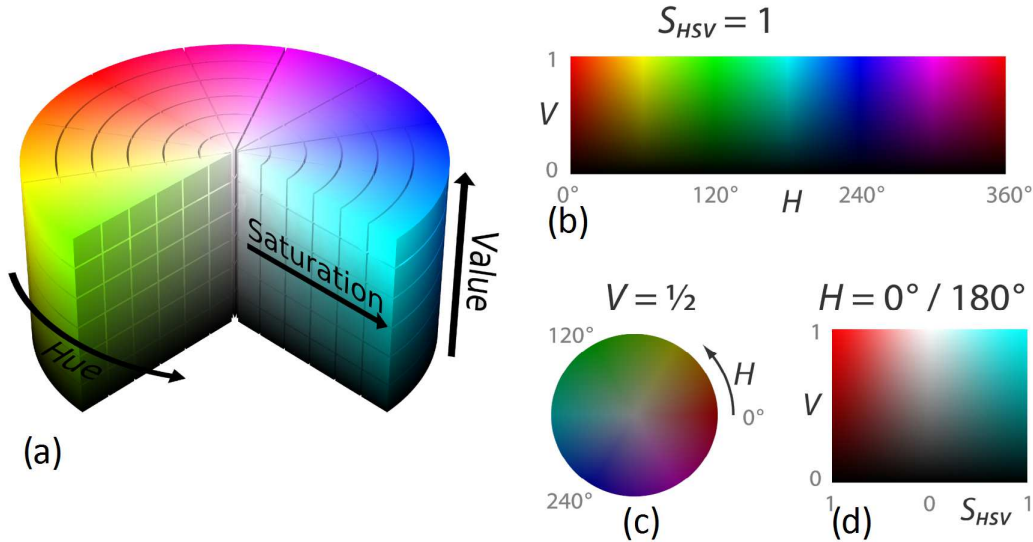 Saturation
Value
Hue
(a)
S_HSV = 1
1
V
0
0° 120° H 240° 360°
(b)
V = ½
120°
H
0°
240°
(c)
H = 0° / 180°
1
V
0
1 0 S_HSV 1
(d)